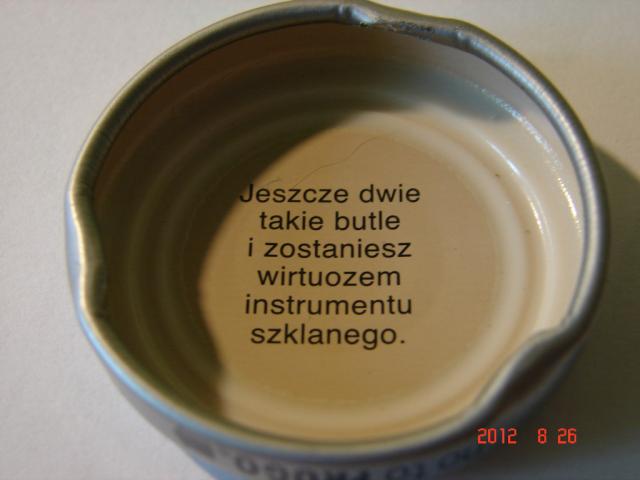 Jeszcze dwie
takie butle
i zostaniesz
wirtuozem
instrumentu
szklanego.
2012 8 26